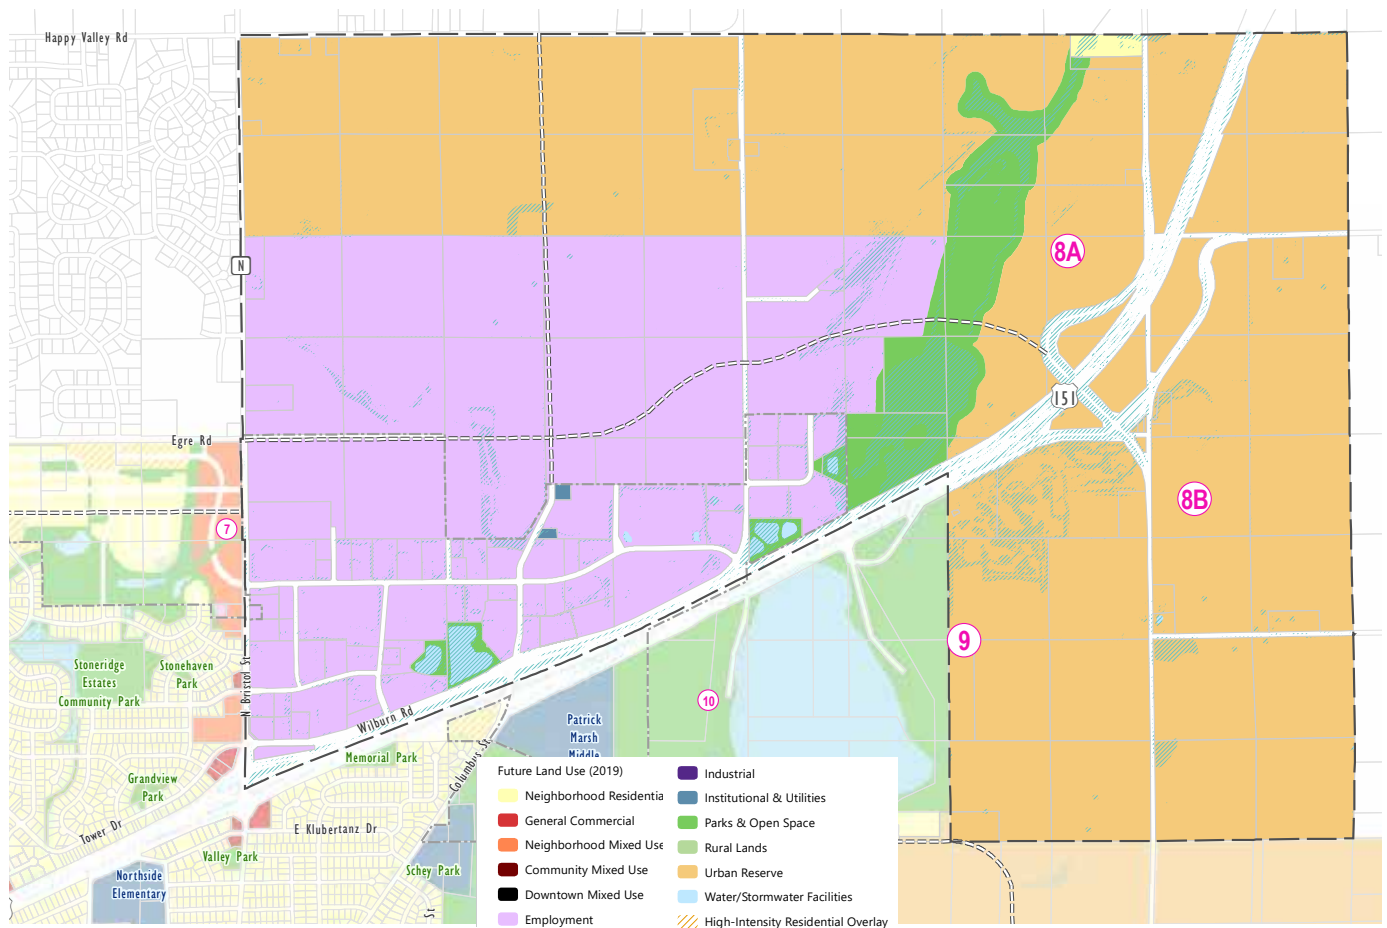 Happy Valley Rd
N
8A
151
Egre Rd
8B
7
9
Stoneridge
Estates
Community Park
Stonehaven
Park
N Bristol St
10
Wilburn Rd
Patrick
Marsh
Middle
Memorial Park
Columbus St
Grandview
Park
Tower Dr
E Klubertanz Dr
Valley Park
Schey Park
Northside
Elementary
St
Future Land Use (2019)
Neighborhood Residentia
General Commercial
Neighborhood Mixed Use
Community Mixed Use
Downtown Mixed Use
Employment
Industrial
Institutional & Utilities
Parks & Open Space
Rural Lands
Urban Reserve
Water/Stormwater Facilities
High-Intensity Residential Overlay